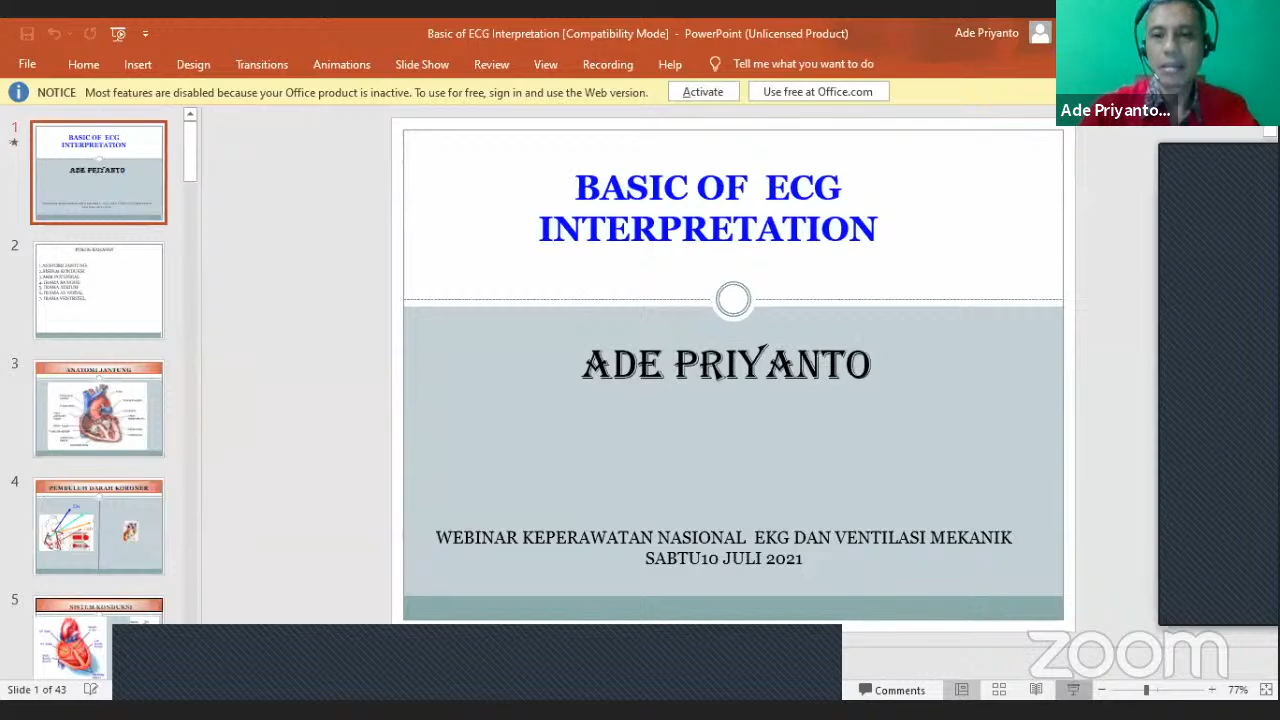 Basic of ECG Interpretation [Compatibility Mode] - PowerPoint (Unlicensed Product)
Ade Priyanto
File Home Insert Design Transitions Animations Slide Show Review View Recording Help Tell me what you want to do
NOTICE Most features are disabled because your Office product is inactive. To use for free, sign in and use the Web version. Activate Use free at Office.com
Ade Priyanto...
1
BASIC OF ECG
INTERPRETATION
ADE PRIYANTO
2
3
ANATOMI JANTUNG
4
PEMBULUH DARAH KORONER
5
SISTEM KONDUKSI
BASIC OF ECG
INTERPRETATION
ADE PRIYANTO
WEBINAR KEPERAWATAN NASIONAL EKG DAN VENTILASI MEKANIK
SABTU10 JULI 2021
zoom
Slide 1 of 43
Comments
77%